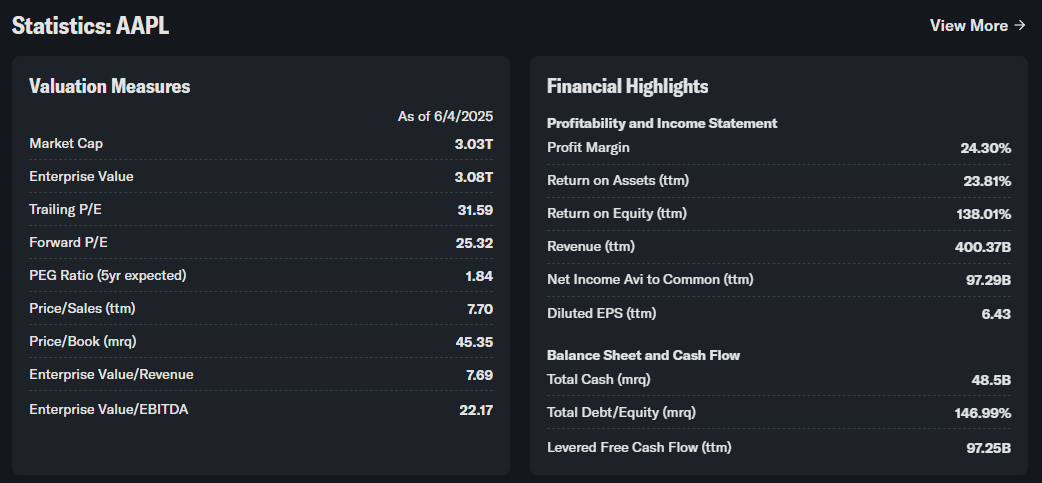 Statistics: AAPL
View More →
Valuation Measures
As of 6/4/2025
Market Cap 3.03T
Enterprise Value 3.08T
Trailing P/E 31.59
Forward P/E 25.32
PEG Ratio (5yr expected) 1.84
Price/Sales (ttm) 7.70
Price/Book (mrq) 45.35
Enterprise Value/Revenue 7.69
Enterprise Value/EBITDA 22.17
Financial Highlights
Profitability and Income Statement
Profit Margin 24.30%
Return on Assets (ttm) 23.81%
Return on Equity (ttm) 138.01%
Revenue (ttm) 400.37B
Net Income Avi to Common (ttm) 97.29B
Diluted EPS (ttm) 6.43
Balance Sheet and Cash Flow
Total Cash (mrq) 48.5B
Total Debt/Equity (mrq) 146.99%
Levered Free Cash Flow (ttm) 97.25B